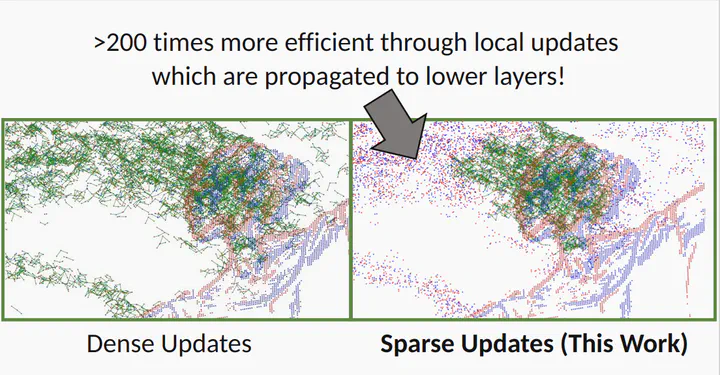 >200 times more efficient through local updates
which are propagated to lower layers!
Dense Updates
Sparse Updates (This Work)